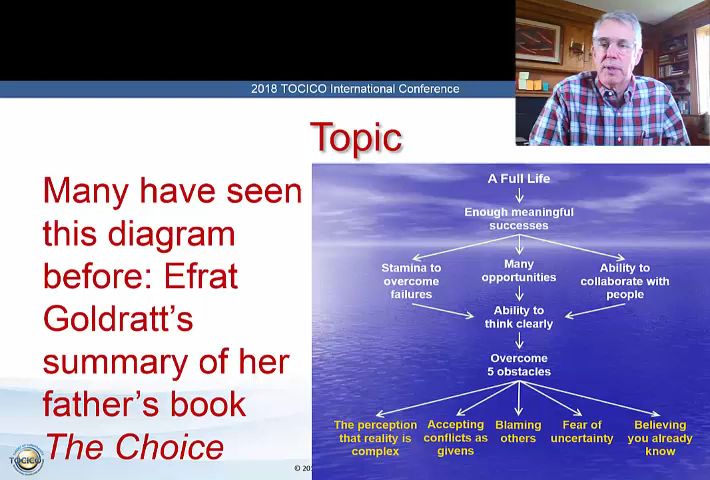 2018 TOCICO International Conference
Topic
Many have seen
this diagram
before: Efrat
Goldratt's
summary of her
father's book
The Choice
A Full Life
Enough meaningful
successes
Stamina to
overcome
failures
Many
opportunities
Ability to
collaborate with
people
Ability to
think clearly
Overcome
5 obstacles
The perception
that reality is
complex
Accepting
conflicts as
givens
Blaming
others
Fear of
uncertainty
Believing
you already
know
TOCICO